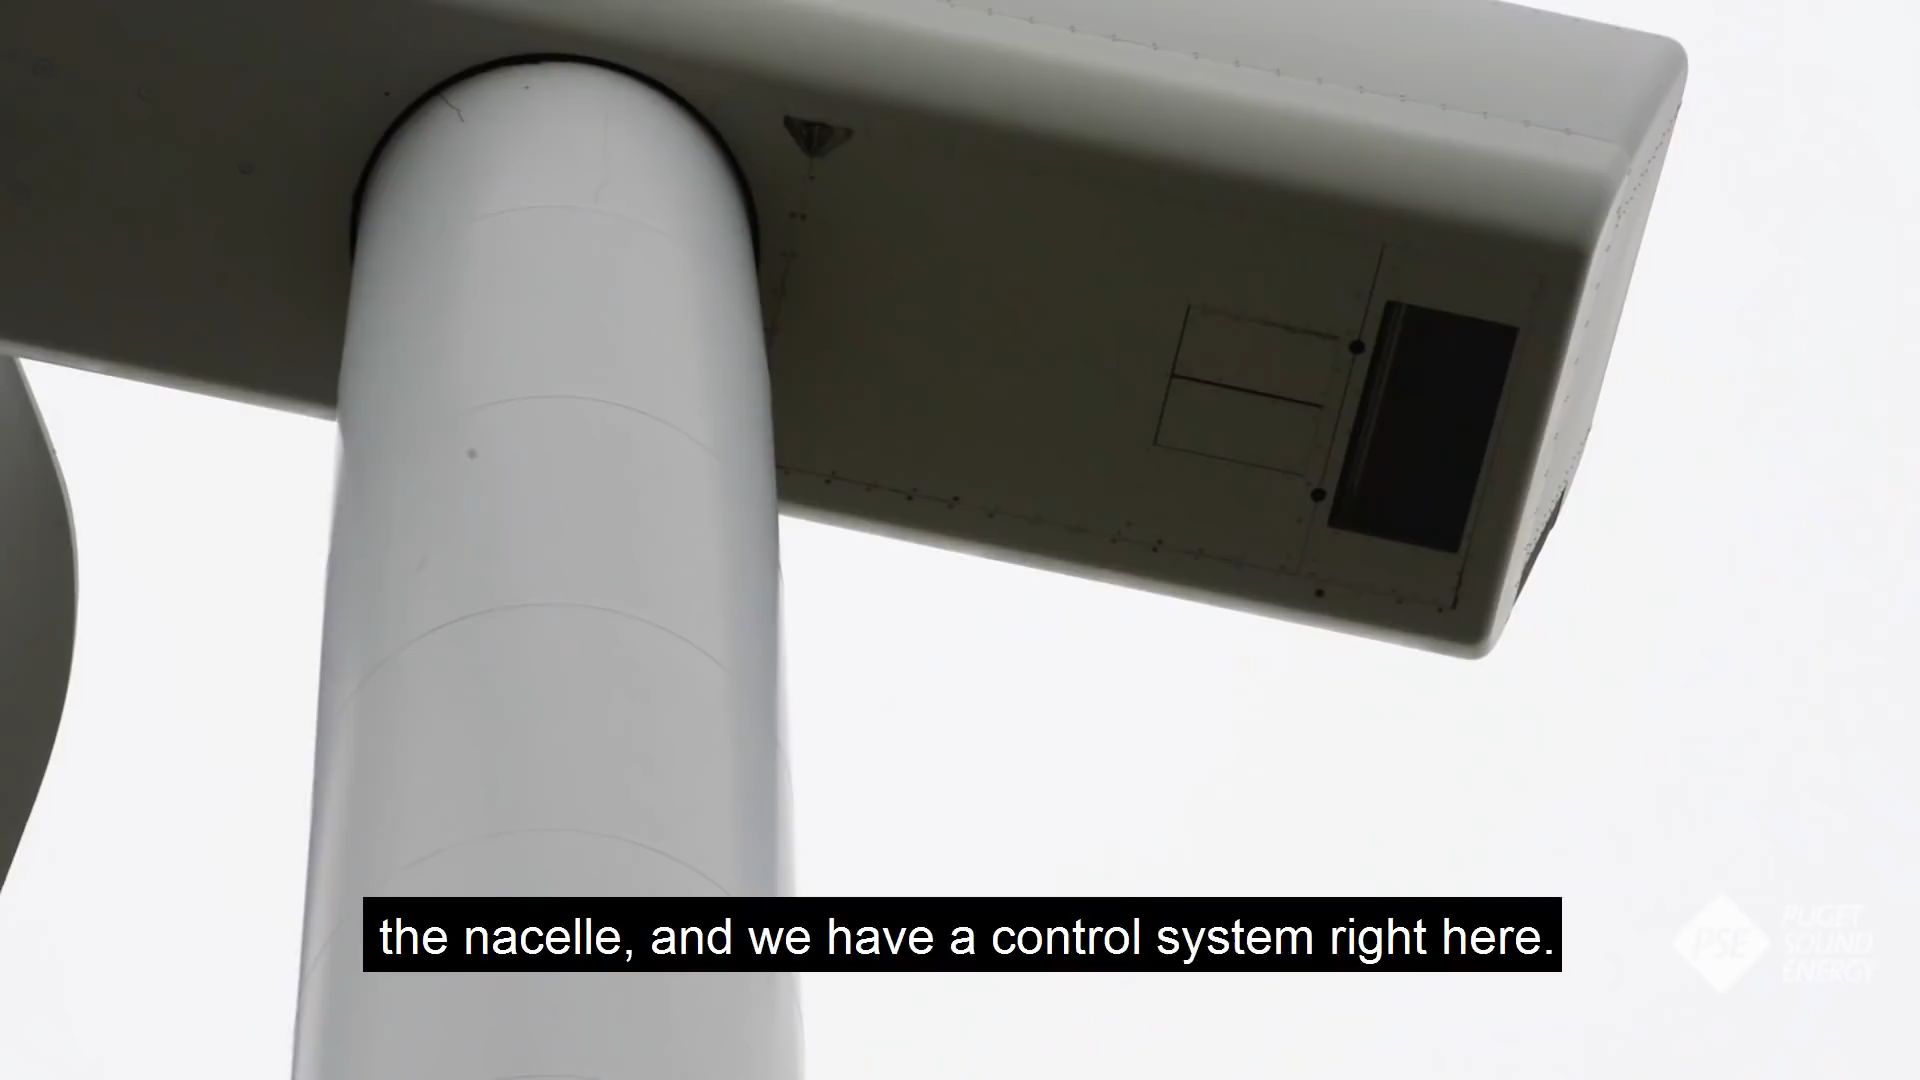 the nacelle, and we have a control system right here.
PSE
PUGET
SOUND
ENERGY